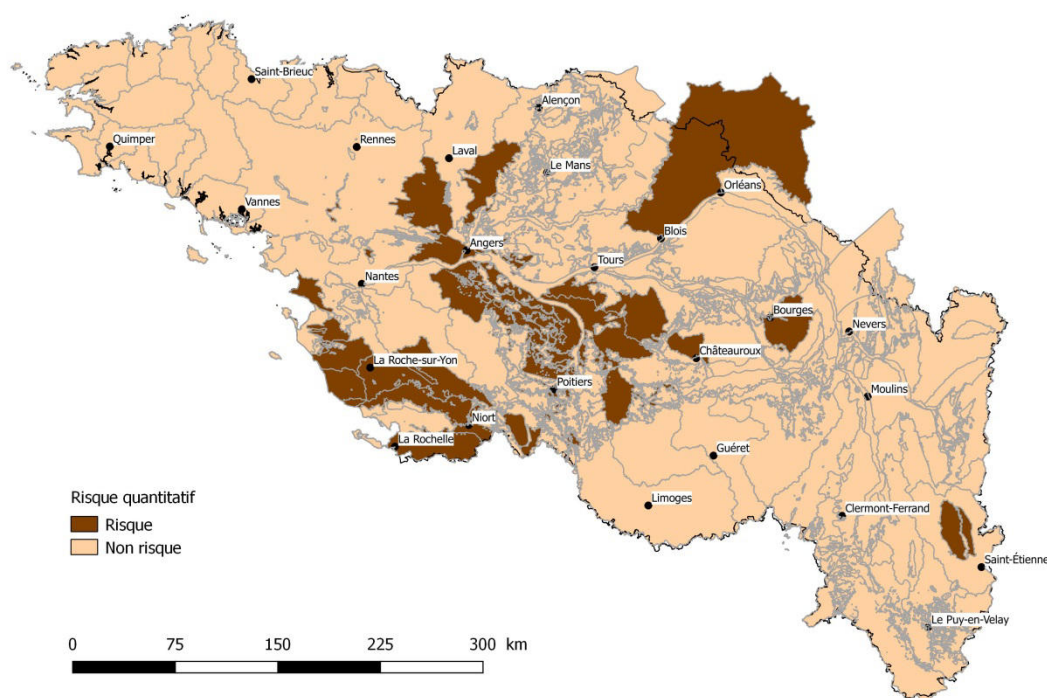 Saint-Brieuc
Alençon
Quimper
Rennes
Laval
Le Mans
Orléans
Vannes
Blois
Angers
Tours
Nantes
Bourges
Nevers
Châteauroux
La Roche-sur-Yon
Poitiers
Moulins
Niort
La Rochelle
Guéret
Limoges
Clermont-Ferrand
Saint-Étienne
Le Puy-en-Velay
Risque quantitatif
Risque
Non risque
0 75 150 225 300 km